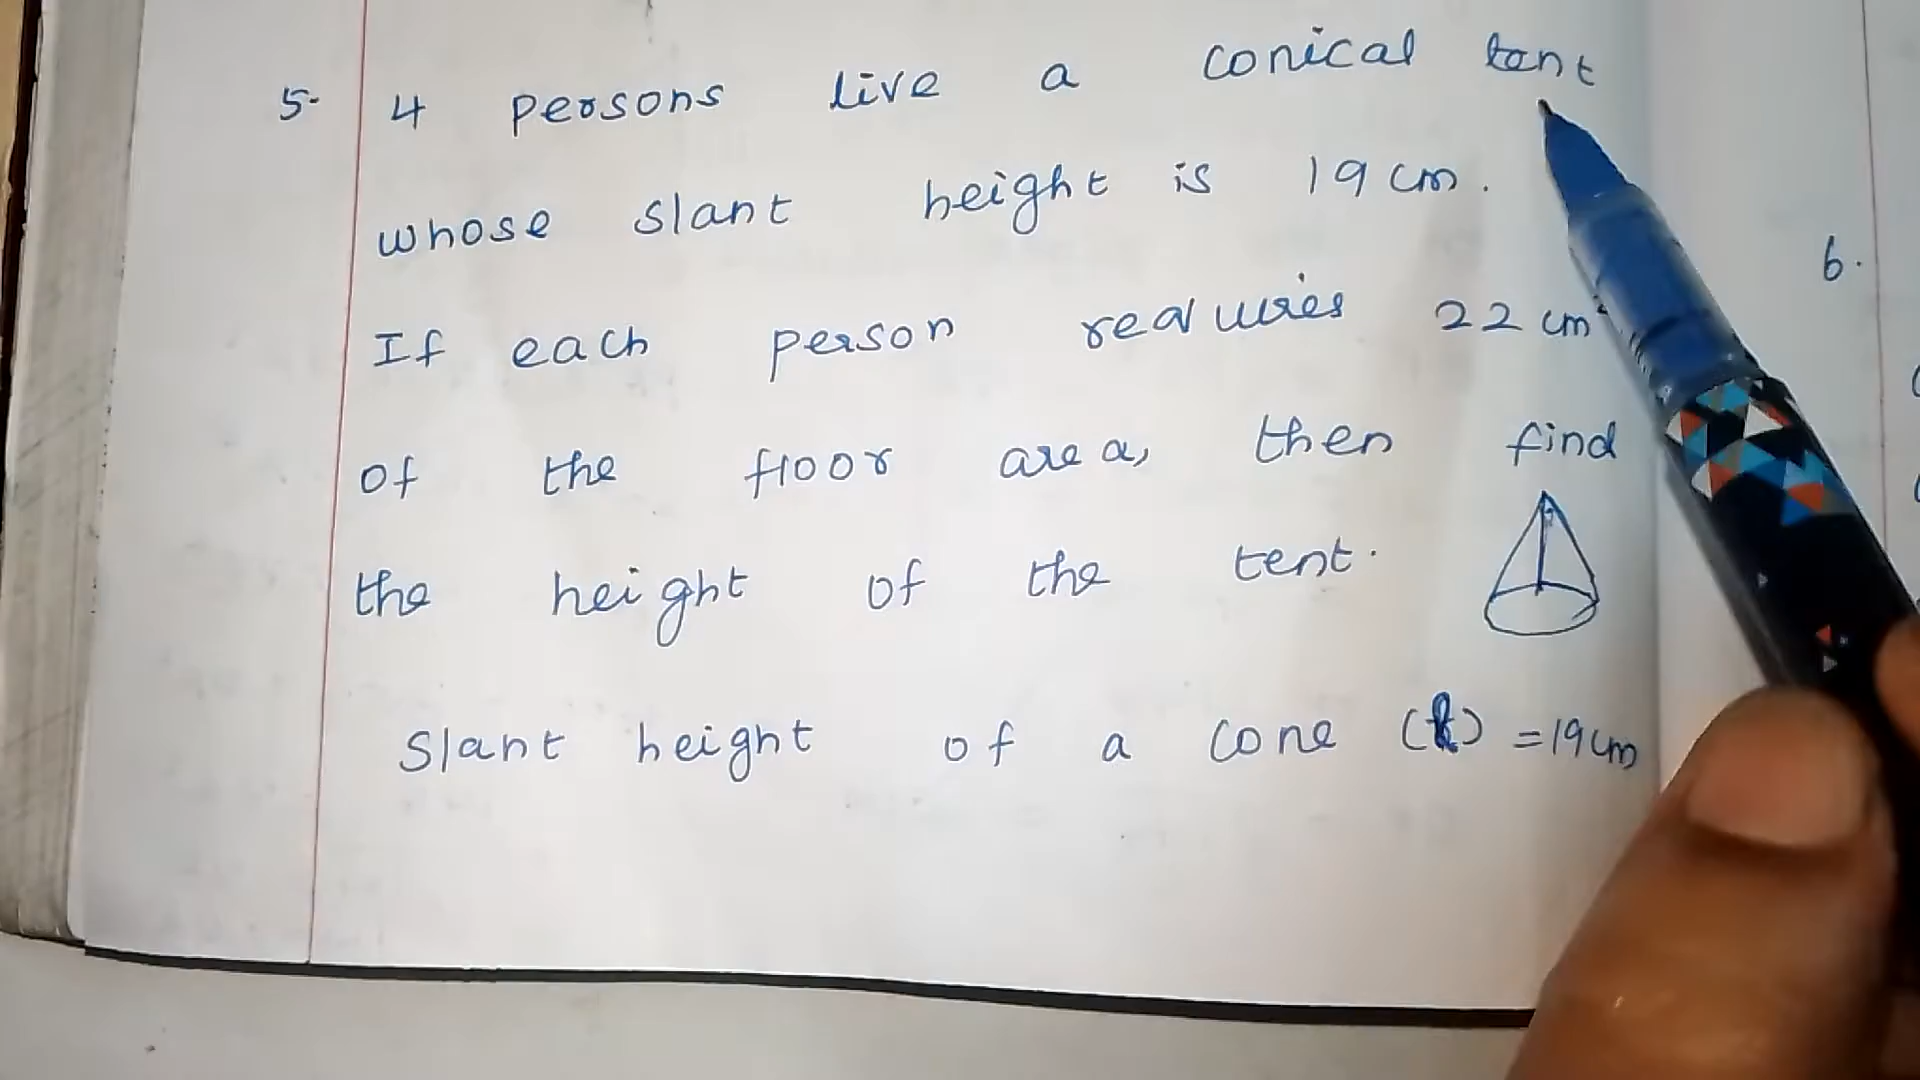 5. 4 persons live a conical tent
whose slant height is 19 cm.
If each person requires 22 cm²
of the floor area, then find
the height of the tent.
Slant height of a cone (l) = 19 cm
6.